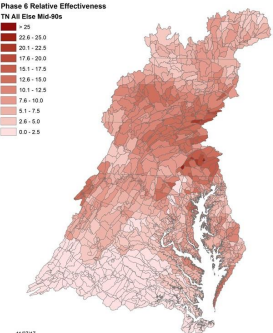 Phase 6 Relative Effectiveness
TN All Else Mid-90s
> 25
22.6 - 25.0
20.1 - 22.5
17.6 - 20.0
15.1 - 17.5
12.6 - 15.0
10.1 - 12.5
7.6 - 10.0
5.1 - 7.5
2.6 - 5.0
0.0 - 2.5